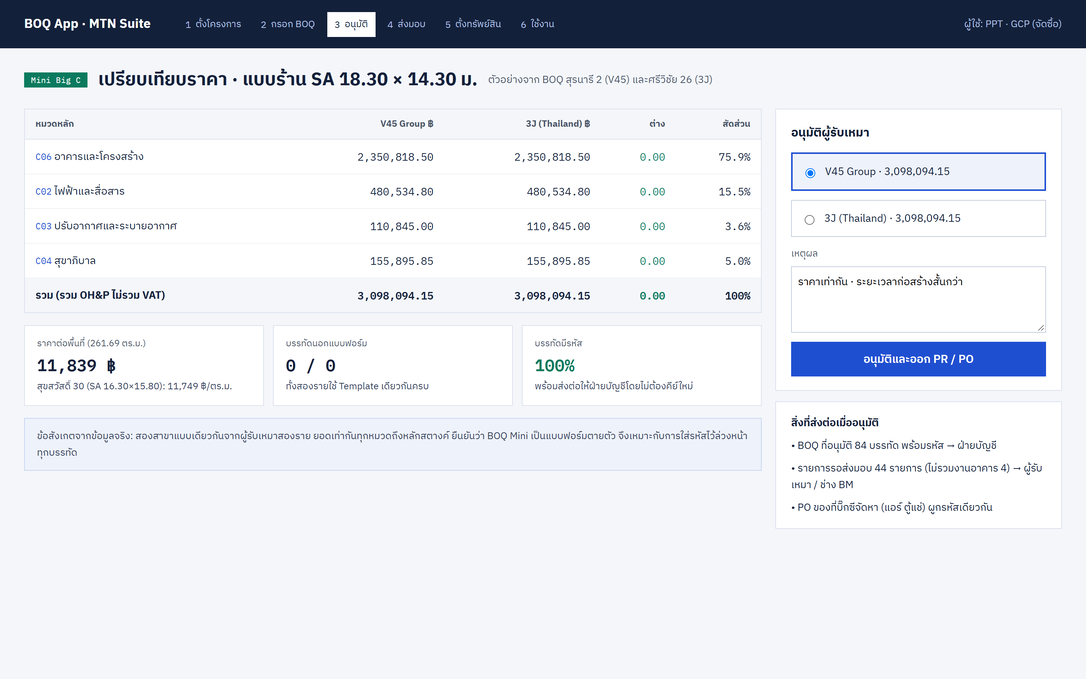 BOQ App · MTN Suite
1 ตั้งโครงการ
2 กรอก BOQ
3 อนุมัติ
4 ส่งมอบ
5 ตั้งทรัพย์สิน
6 ใช้งาน
ผู้ใช้: PPT · GCP (จัดซื้อ)
Mini Big C เปรียบเทียบราคา · แบบร้าน SA 18.30 × 14.30 ม. ตัวอย่างจาก BOQ สุรนารี 2 (V45) และศรีวิชัย 26 (3J)
หมวดหลัก V45 Group ฿ 3J (Thailand) ฿ ต่าง สัดส่วน
C06 อาคารและโครงสร้าง 2,350,818.50 2,350,818.50 0.00 75.9%
C02 ไฟฟ้าและสื่อสาร 480,534.80 480,534.80 0.00 15.5%
C03 ปรับอากาศและระบายอากาศ 110,845.00 110,845.00 0.00 3.6%
C04 สุขาภิบาล 155,895.85 155,895.85 0.00 5.0%
รวม (รวม OH&P ไม่รวม VAT) 3,098,094.15 3,098,094.15 0.00 100%
ราคาต่อพื้นที่ (261.69 ตร.ม.)
11,839 ฿
สุขสวัสดิ์ 30 (SA 16.30×15.80): 11,749 ฿/ตร.ม.
บรรทัดนอกแบบฟอร์ม
0 / 0
ทั้งสองรายใช้ Template เดียวกันครบ
บรรทัดมีรหัส
100%
พร้อมส่งต่อให้ฝ่ายบัญชีโดยไม่ต้องคีย์ใหม่
ข้อสังเกตจากข้อมูลจริง: สองสาขาแบบเดียวกันจากผู้รับเหมาสองราย ยอดเท่ากันทุกหมวดถึงหลักสตางค์ ยืนยันว่า BOQ Mini เป็นแบบฟอร์มตายตัว จึงเหมาะกับการใส่รหัสไว้ล่วงหน้า
ทุกบรรทัด
อนุมัติผู้รับเหมา
V45 Group · 3,098,094.15
3J (Thailand) · 3,098,094.15
เหตุผล
ราคาเท่ากัน · ระยะเวลาก่อสร้างสั้นกว่า
อนุมัติและออก PR / PO
สิ่งที่ส่งต่อเมื่ออนุมัติ
• BOQ ที่อนุมัติ 84 บรรทัด พร้อมรหัส → ฝ่ายบัญชี
• รายการรอส่งมอบ 44 รายการ (ไม่รวมงานอาคาร 4) → ผู้รับ
เหมา / ช่าง BM
• PO ของที่บิ๊กซีจัดหา (แอร์ ตู้แช่) ผูกรหัสเดียวกัน